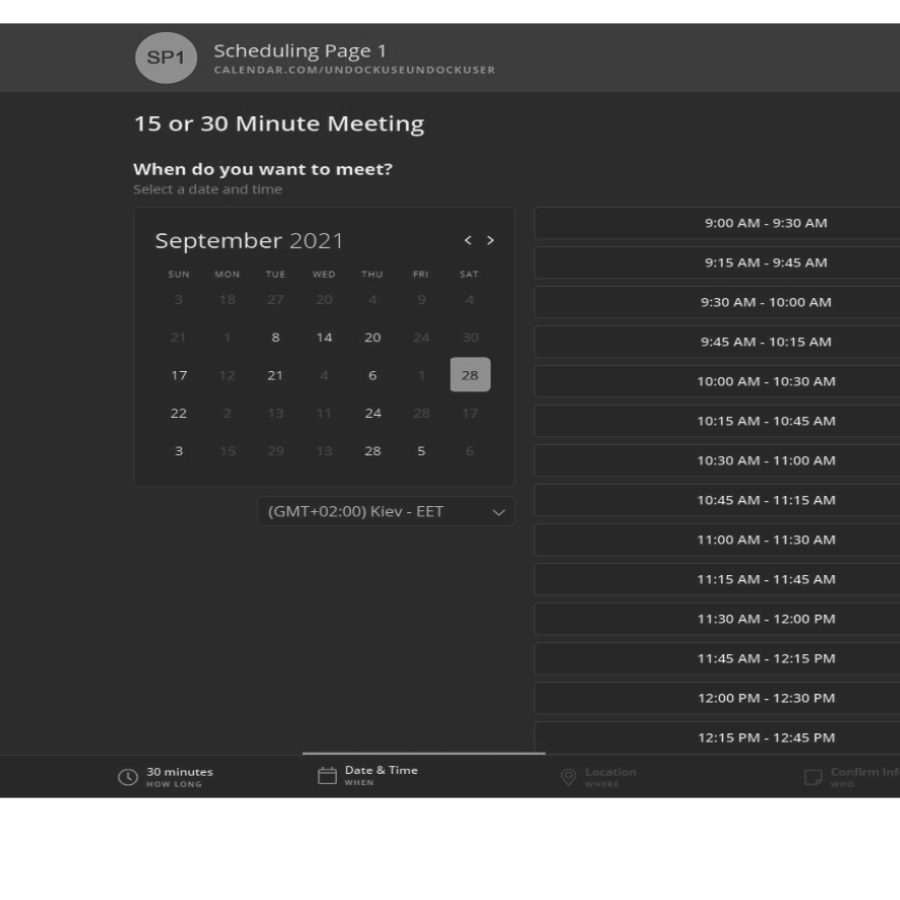 SP1
Scheduling Page 1
CALENDAR.COM/UNDOCKUSEUNDOCKUSER
15 or 30 Minute Meeting
When do you want to meet?
Select a date and time
September 2021 < >
SUN MON TUE WED THU FRI SAT
3 18 27 20 4 9 4
21 1 8 14 20 24 30
17 12 21 4 6 1 28
22 2 13 11 24 28 17
3 15 29 13 28 5 6
(GMT+02:00) Kiev - EET
9:00 AM - 9:30 AM
9:15 AM - 9:45 AM
9:30 AM - 10:00 AM
9:45 AM - 10:15 AM
10:00 AM - 10:30 AM
10:15 AM - 10:45 AM
10:30 AM - 11:00 AM
10:45 AM - 11:15 AM
11:00 AM - 11:30 AM
11:15 AM - 11:45 AM
11:30 AM - 12:00 PM
11:45 AM - 12:15 PM
12:00 PM - 12:30 PM
12:15 PM - 12:45 PM
30 minutes
HOW LONG
Date & Time
WHEN
Location
WHERE
Confirm Inf
WHO